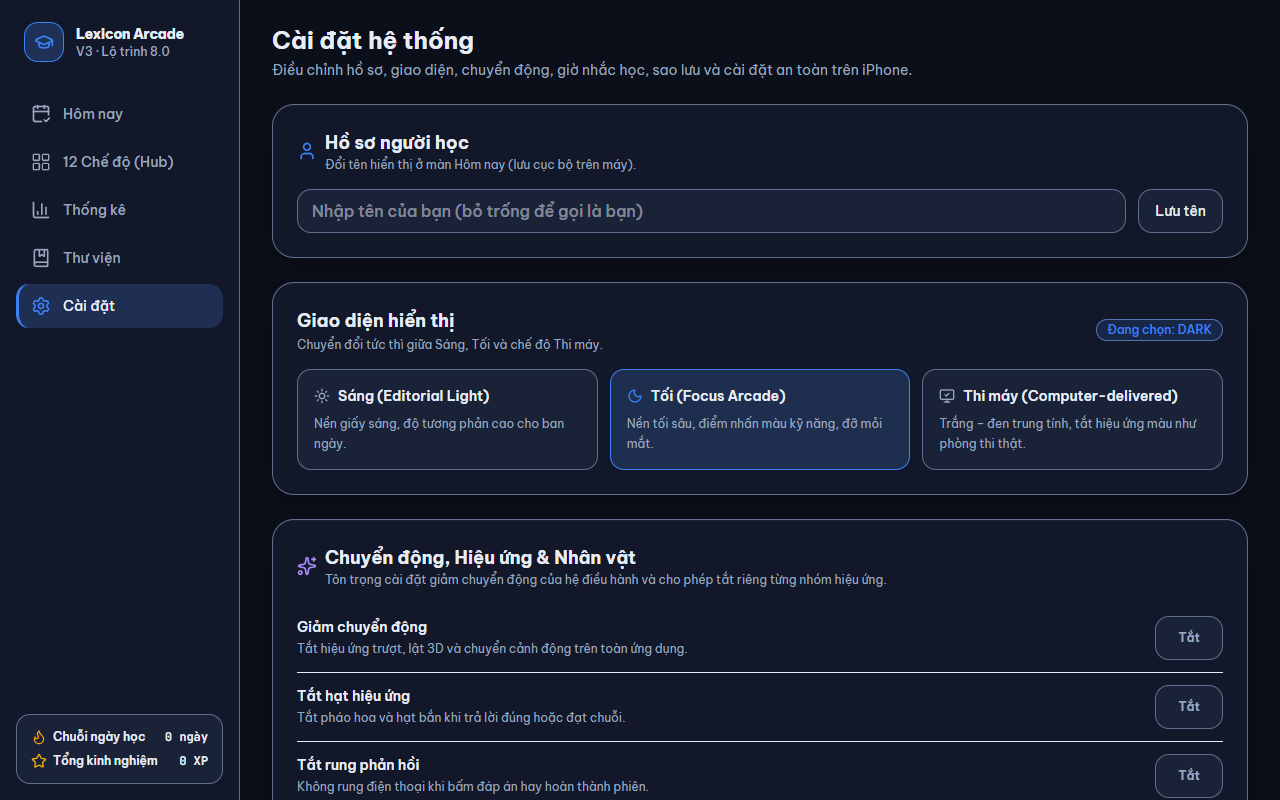 Lexicon Arcade
V3 · Lộ trình 8.0
Hôm nay
12 Chế độ (Hub)
Thống kê
Thư viện
Cài đặt
Chuỗi ngày học 0 ngày
Tổng kinh nghiệm 0 XP
Cài đặt hệ thống
Điều chỉnh hồ sơ, giao diện, chuyển động, giờ nhắc học, sao lưu và cài đặt an toàn trên iPhone.
Hồ sơ người học
Đổi tên hiển thị ở màn Hôm nay (lưu cục bộ trên máy).
Nhập tên của bạn (bỏ trống để gọi là bạn)
Lưu tên
Giao diện hiển thị
Chuyển đổi tức thì giữa Sáng, Tối và chế độ Thi máy.
Đang chọn: DARK
Sáng (Editorial Light)
Nền giấy sáng, độ tương phản cao cho ban
ngày.
Tối (Focus Arcade)
Nền tối sâu, điểm nhấn màu kỹ năng, đỡ mỏi
mắt.
Thi máy (Computer-delivered)
Trắng – đen trung tính, tắt hiệu ứng màu như
phòng thi thật.
Chuyển động, Hiệu ứng & Nhân vật
Tôn trọng cài đặt giảm chuyển động của hệ điều hành và cho phép tắt riêng từng nhóm hiệu ứng.
Giảm chuyển động
Tắt hiệu ứng trượt, lật 3D và chuyển cảnh động trên toàn ứng dụng.
Tắt
Tắt hạt hiệu ứng
Tắt pháo hoa và hạt bắn khi trả lời đúng hoặc đạt chuỗi.
Tắt
Tắt rung phản hồi
Không rung điện thoại khi bấm đáp án hay hoàn thành phiên.
Tắt